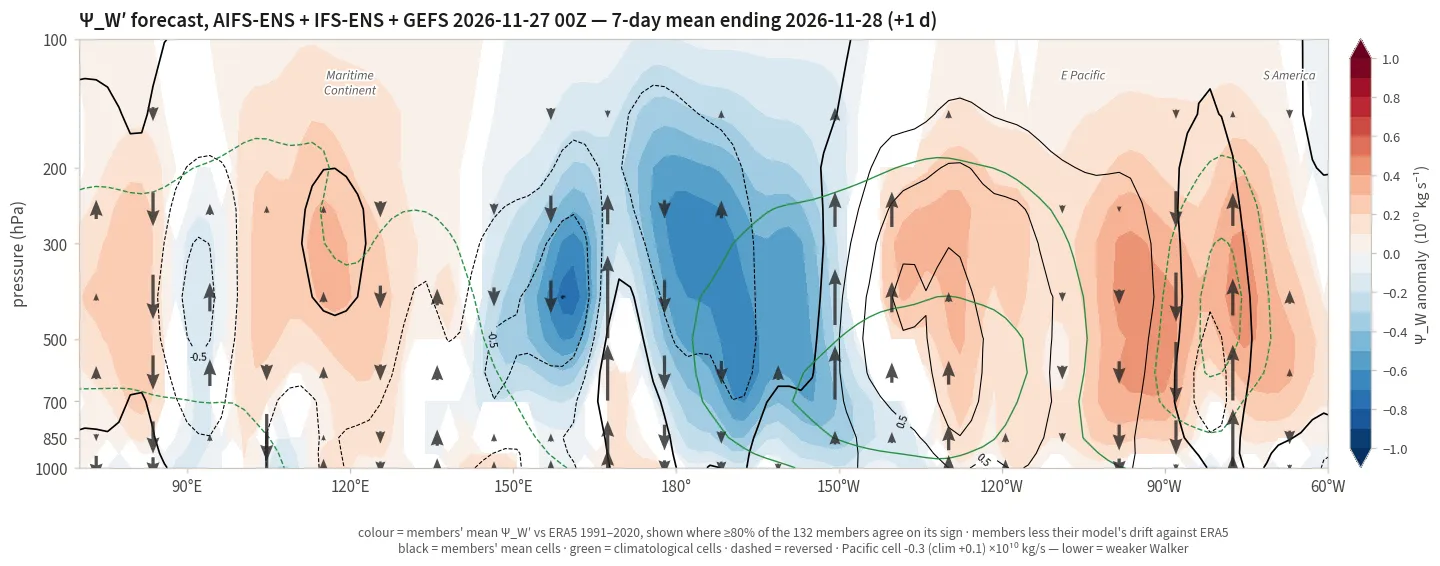 Ψ_W′ forecast, AIFS-ENS + IFS-ENS + GEFS 2026-11-27 00Z — 7-day mean ending 2026-11-28 (+1 d)
100
200
300
400
500
700
850
1000
pressure (hPa)
Maritime
Continent
E Pacific
S America
-0.5
-0.5
0.5
0.5
90°E
120°E
150°E
180°
150°W
120°W
90°W
60°W
1.0
0.8
0.6
0.4
0.2
0.0
−0.2
−0.4
−0.6
−0.8
−1.0
Ψ_W anomaly (10¹⁰ kg s⁻¹)
colour = members' mean Ψ_W′ vs ERA5 1991–2020, shown where ≥80% of the 132 members agree on its sign · members less their model's drift against ERA5
black = members' mean cells · green = climatological cells · dashed = reversed · Pacific cell -0.3 (clim +0.1) ×10¹⁰ kg/s — lower = weaker Walker